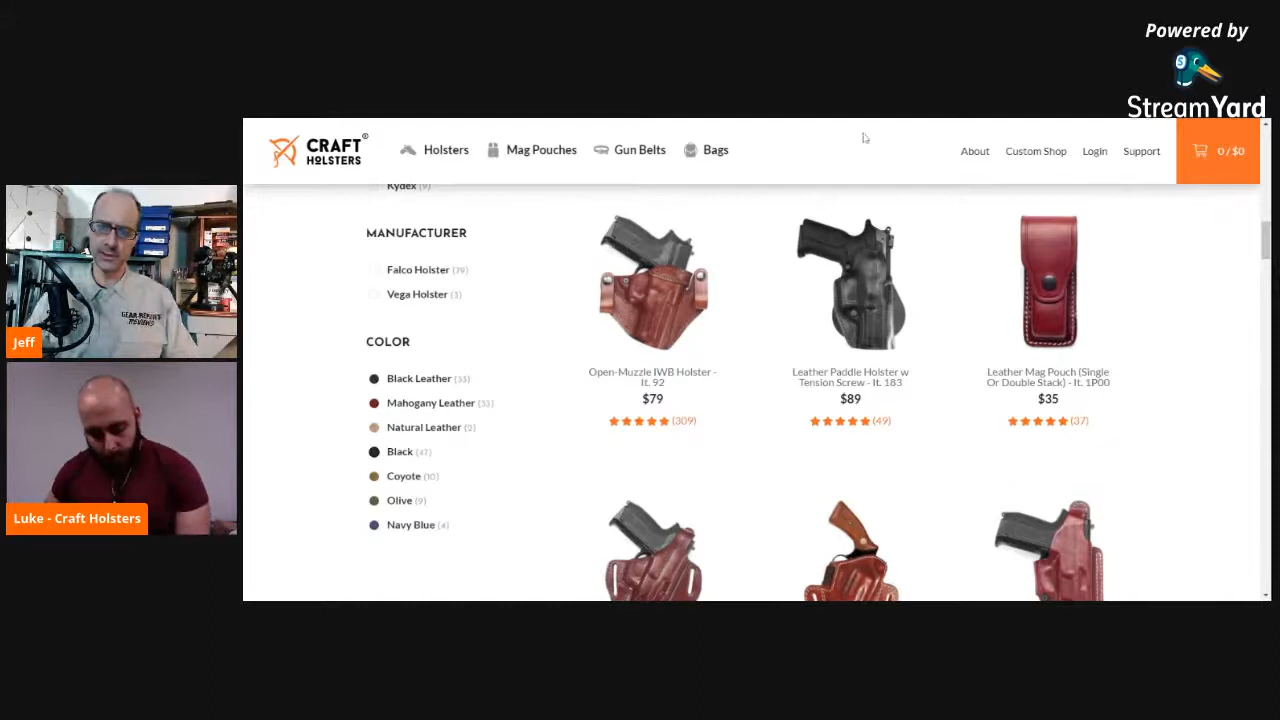 Powered by
StreamYard
CRAFT®
HOLSTERS
Holsters
Mag Pouches
Gun Belts
Bags
About
Custom Shop
Login
Support
0 / $0
Kydex (9)
MANUFACTURER
Falco Holster (79)
Vega Holster (3)
COLOR
Black Leather (33)
Mahogany Leather (53)
Natural Leather (2)
Black (47)
Coyote (10)
Olive (9)
Navy Blue (4)
Open-Muzzle IWB Holster -
It. 92
$79
(309)
Leather Paddle Holster w
Tension Screw - It. 183
$89
(49)
Leather Mag Pouch (Single
Or Double Stack) - It. 1P00
$35
(37)
GEAR REPORT
REVIEWS
Jeff
Luke - Craft Holsters